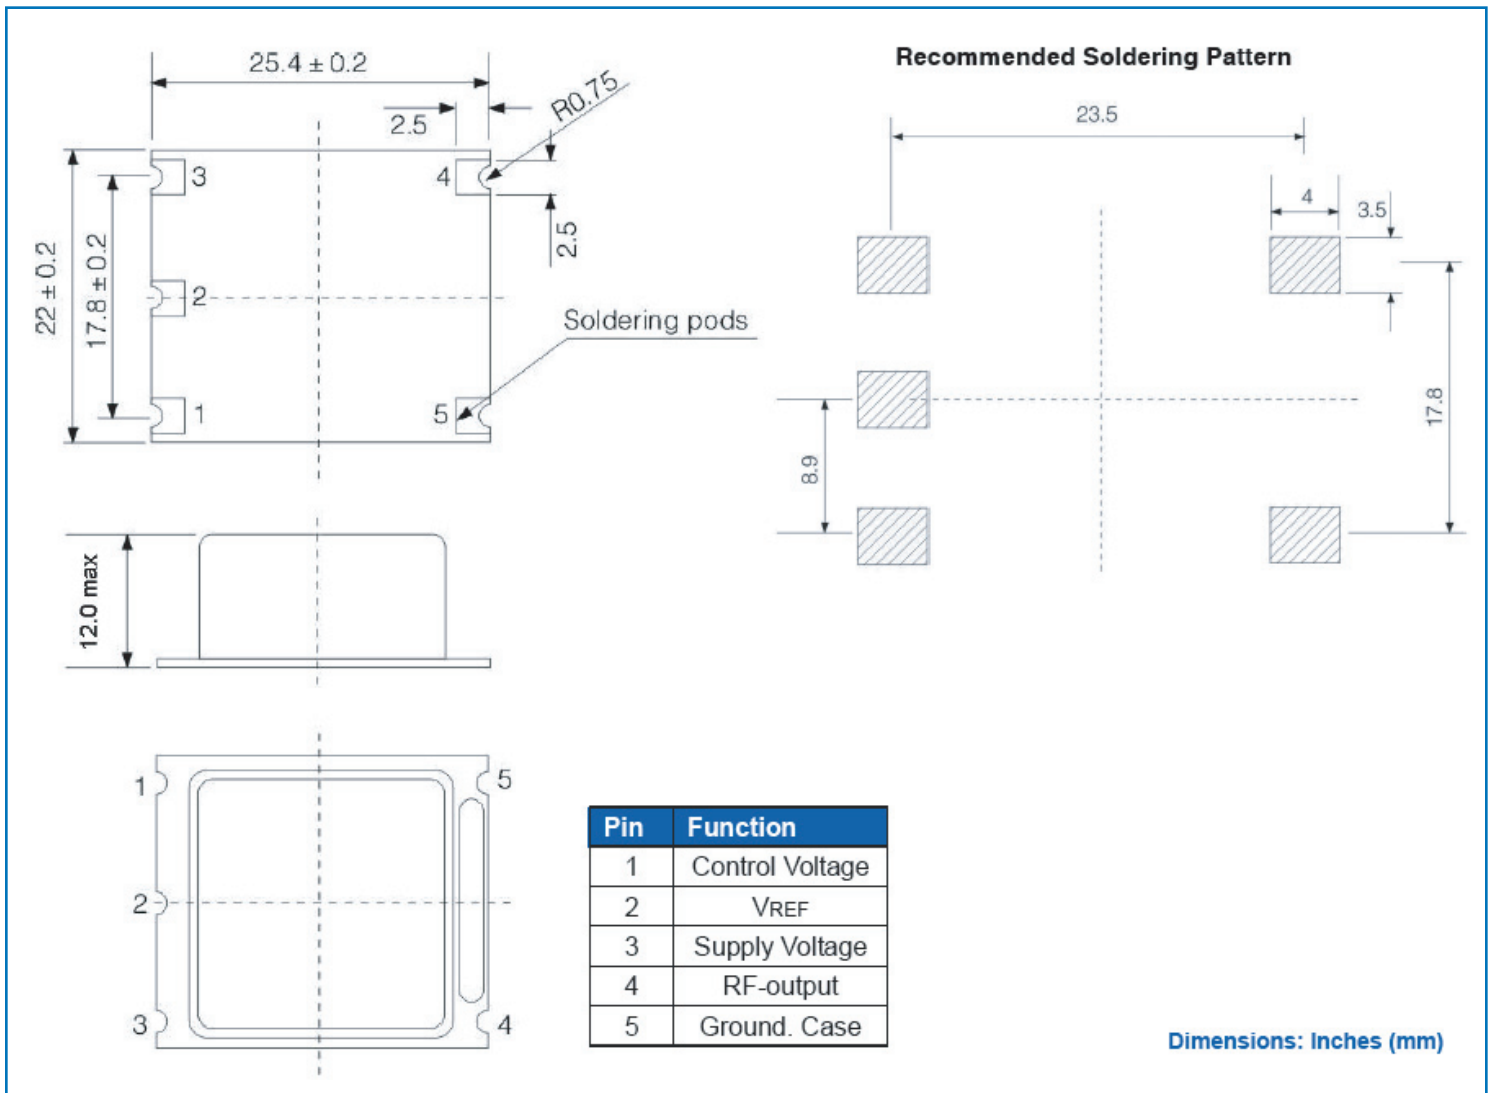 25.4 ± 0.2
2.5
R0.75
3
4
2.5
22 ± 0.2
17.8 ± 0.2
2
Soldering pods
1
5
Recommended Soldering Pattern
23.5
4
3.5
17.8
8.9
12.0 max
1
5
2
3
4
Pin Function
1 Control Voltage
2 VREF
3 Supply Voltage
4 RF-output
5 Ground. Case
Dimensions: Inches (mm)